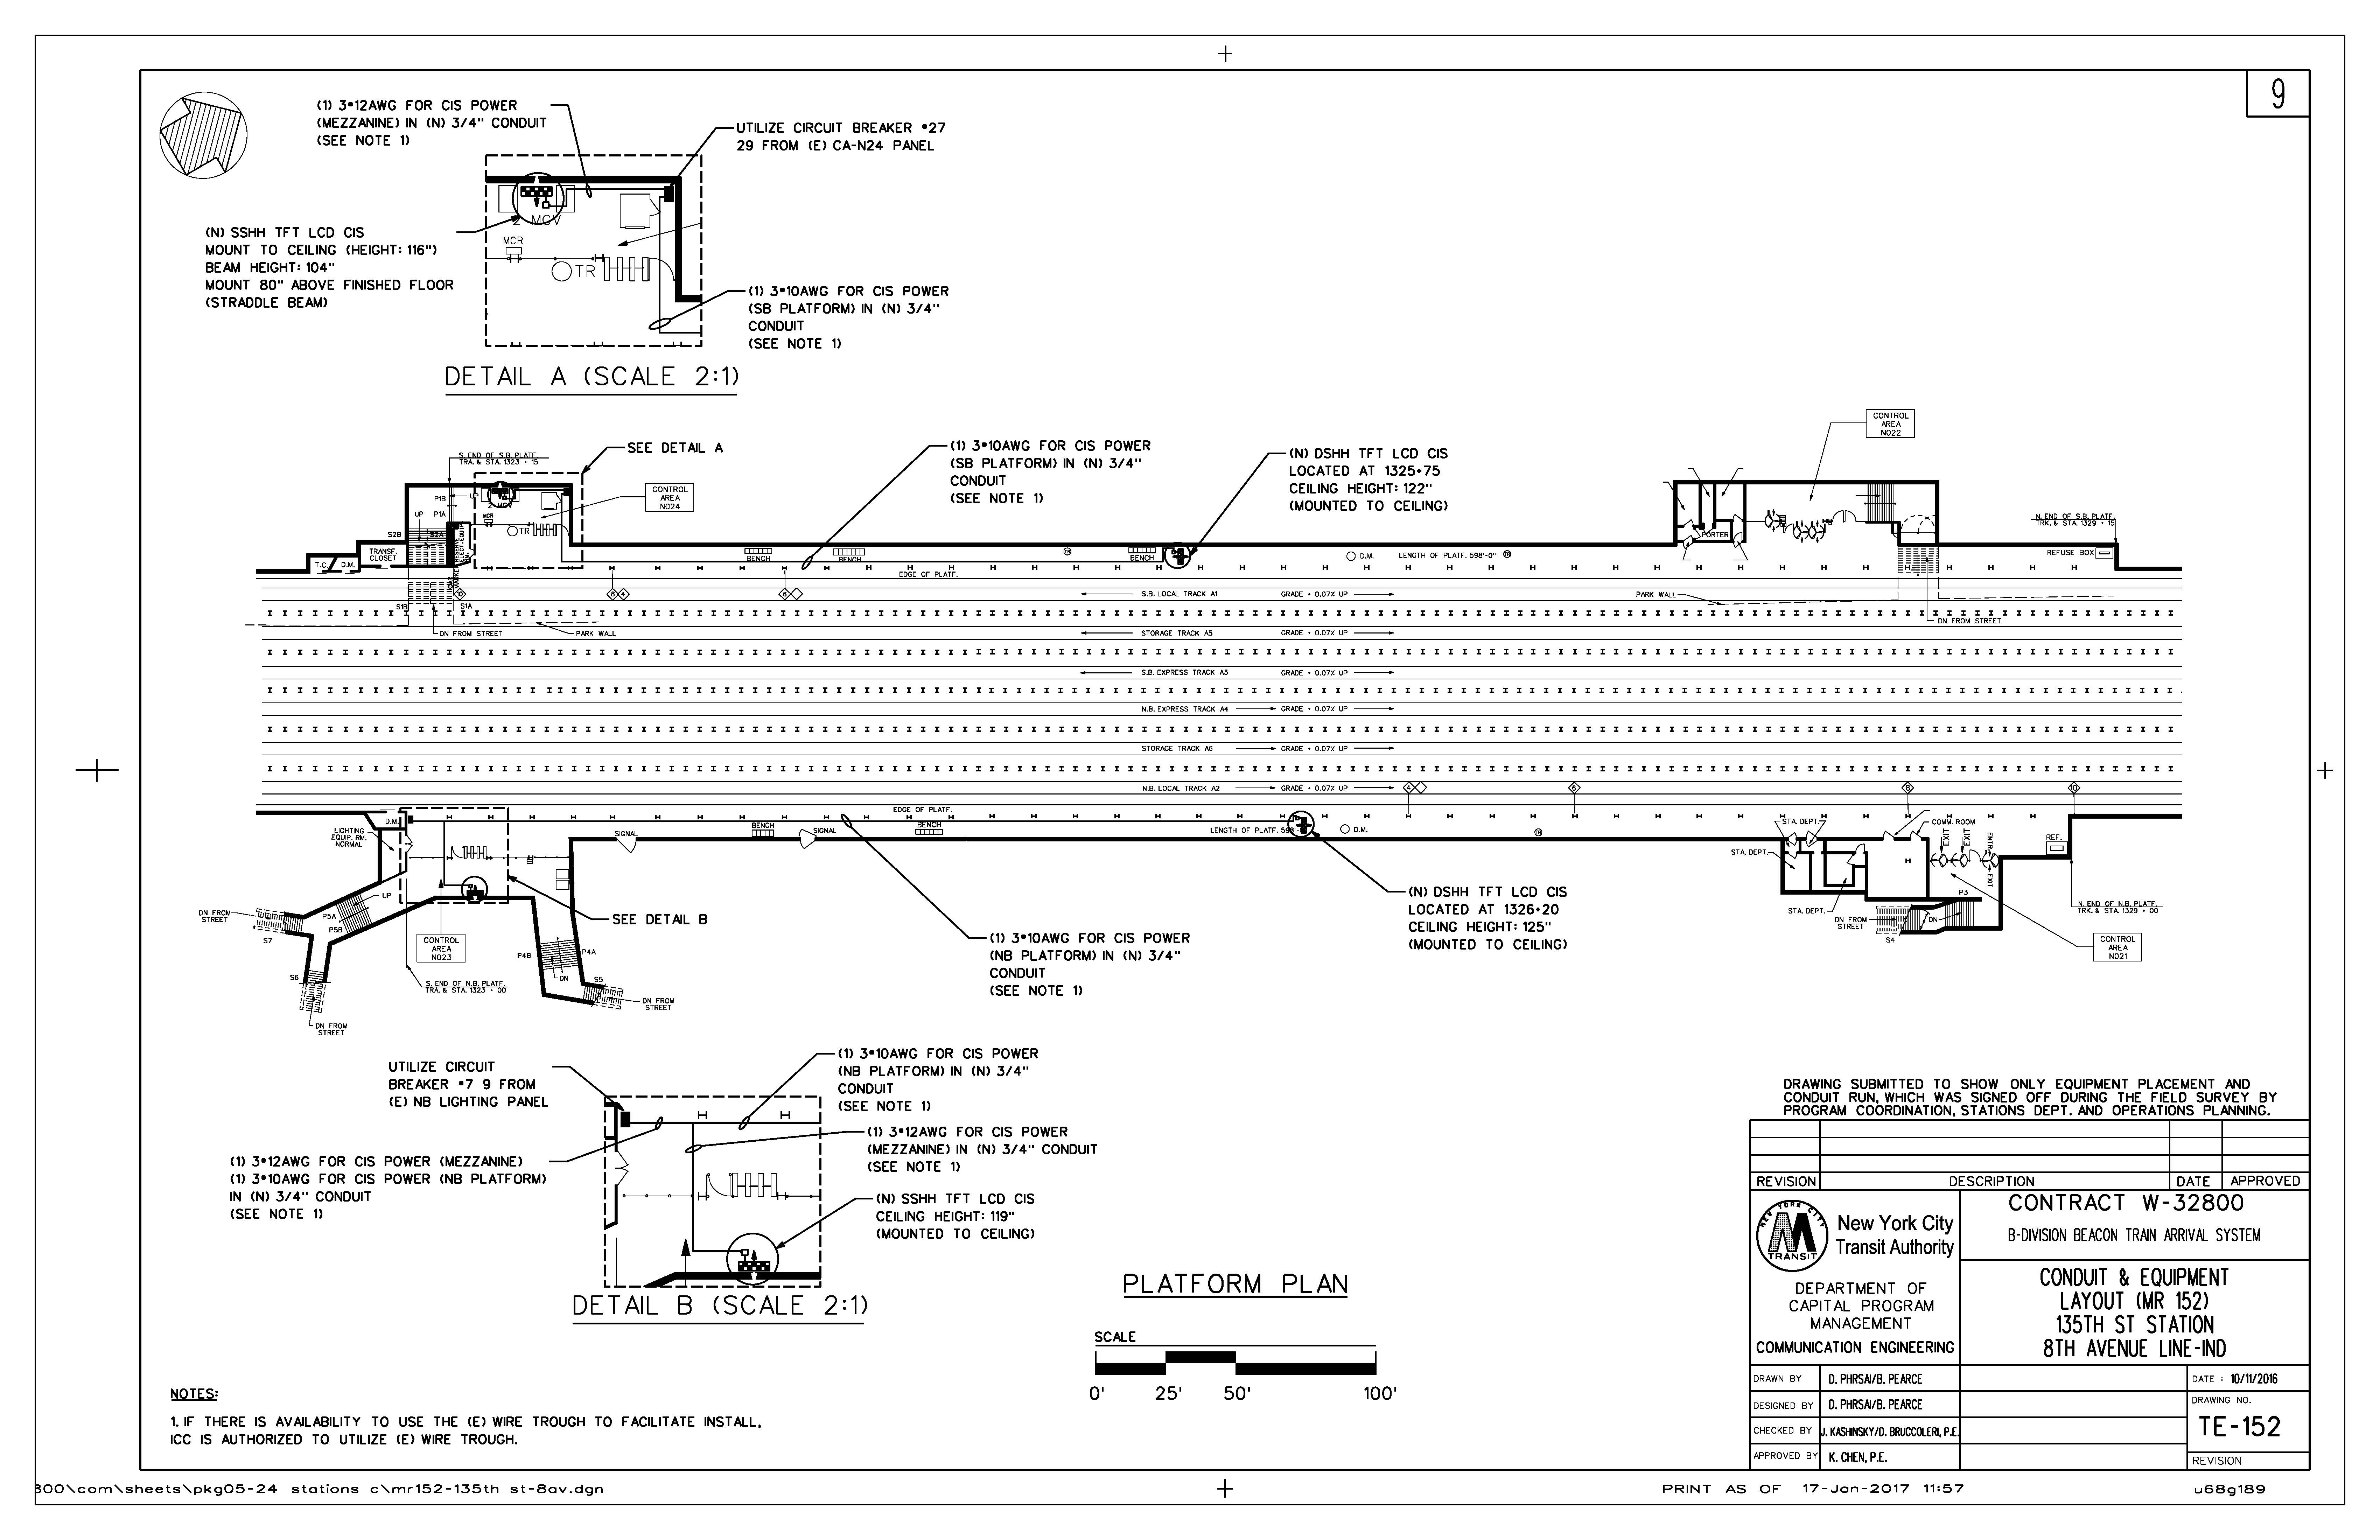 9
(1) 3#12AWG FOR CIS POWER
(MEZZANINE) IN (N) 3/4" CONDUIT
(SEE NOTE 1)
UTILIZE CIRCUIT BREAKER #27
29 FROM (E) CA-N24 PANEL
(N) SSHH TFT LCD CIS
MOUNT TO CEILING (HEIGHT: 116")
BEAM HEIGHT: 104"
MOUNT 80" ABOVE FINISHED FLOOR
(STRADDLE BEAM)
2 MCV
MCR
TR
(1) 3#10AWG FOR CIS POWER
(SB PLATFORM) IN (N) 3/4"
CONDUIT
(SEE NOTE 1)
DETAIL A (SCALE 2:1)
SEE DETAIL A
(1) 3#10AWG FOR CIS POWER
(SB PLATFORM) IN (N) 3/4"
CONDUIT
(SEE NOTE 1)
(N) DSHH TFT LCD CIS
LOCATED AT 1325+75
CEILING HEIGHT: 122"
(MOUNTED TO CEILING)
CONTROL
AREA
N022
S. END OF S.B. PLATF.
TRA. & STA. 1323 + 15
CONTROL
AREA
N024
P1B
UP
P1A
UP
S2B
S2A
2 MCV
MCR
TR
TRANSF.
CLOSET
T.C.
D.M.
S1B
S1A
BENCH
BENCH
BENCH
D.M.
LENGTH OF PLATF. 598'-0"
PORTER
N. END OF S.B. PLATF.
TRK. & STA. 1329 + 15
REFUSE BOX
EDGE OF PLATF.
10
8
4
6
S.B. LOCAL TRACK A1
GRADE + 0.07% UP
PARK WALL
DN FROM STREET
PARK WALL
DN FROM STREET
STORAGE TRACK A5
GRADE + 0.07% UP
S.B. EXPRESS TRACK A3
GRADE + 0.07% UP
N.B. EXPRESS TRACK A4
GRADE + 0.07% UP
STORAGE TRACK A6
GRADE + 0.07% UP
N.B. LOCAL TRACK A2
GRADE + 0.07% UP
4
6
8
10
EDGE OF PLATF.
D.M.
LIGHTING
EQUIP. RM.
NORMAL
SIGNAL
BENCH
SIGNAL
BENCH
LENGTH OF PLATF. 598'-
D.M.
STA. DEPT.
COMM. ROOM
STA. DEPT.
EXIT
EXIT
ENTR.
EXIT
REF.
STA. DEPT.
P3
DN FROM
STREET
DN
S4
N. END OF N.B. PLATF.
TRK. & STA. 1329 + 00
CONTROL
AREA
N021
UP
DN FROM
STREET
S7
P5A
P5B
S6
DN FROM
STREET
CONTROL
AREA
N023
S. END OF N.B. PLATF.
TRA. & STA. 1323 + 00
P4B
P4A
DN
S5
DN FROM
STREET
SEE DETAIL B
(1) 3#10AWG FOR CIS POWER
(NB PLATFORM) IN (N) 3/4"
CONDUIT
(SEE NOTE 1)
(N) DSHH TFT LCD CIS
LOCATED AT 1326+20
CEILING HEIGHT: 125"
(MOUNTED TO CEILING)
UTILIZE CIRCUIT
BREAKER #7 9 FROM
(E) NB LIGHTING PANEL
(1) 3#10AWG FOR CIS POWER
(NB PLATFORM) IN (N) 3/4"
CONDUIT
(SEE NOTE 1)
(1) 3#12AWG FOR CIS POWER
(MEZZANINE) IN (N) 3/4" CONDUIT
(SEE NOTE 1)
(1) 3#12AWG FOR CIS POWER (MEZZANINE)
(1) 3#10AWG FOR CIS POWER (NB PLATFORM)
IN (N) 3/4" CONDUIT
(SEE NOTE 1)
(N) SSHH TFT LCD CIS
CEILING HEIGHT: 119"
(MOUNTED TO CEILING)
DETAIL B (SCALE 2:1)
PLATFORM PLAN
SCALE
0' 25' 50' 100'
NOTES:
1. IF THERE IS AVAILABILITY TO USE THE (E) WIRE TROUGH TO FACILITATE INSTALL,
ICC IS AUTHORIZED TO UTILIZE (E) WIRE TROUGH.
DRAWING SUBMITTED TO SHOW ONLY EQUIPMENT PLACEMENT AND
CONDUIT RUN, WHICH WAS SIGNED OFF DURING THE FIELD SURVEY BY
PROGRAM COORDINATION, STATIONS DEPT. AND OPERATIONS PLANNING.
REVISION DESCRIPTION DATE APPROVED
NEW YORK CITY
TRANSIT
New York City
Transit Authority
DEPARTMENT OF
CAPITAL PROGRAM
MANAGEMENT
COMMUNICATION ENGINEERING
CONTRACT W-32800
B-DIVISION BEACON TRAIN ARRIVAL SYSTEM
CONDUIT & EQUIPMENT
LAYOUT (MR 152)
135TH ST STATION
8TH AVENUE LINE-IND
DRAWN BY D. PHRSAI/B. PEARCE
DESIGNED BY D. PHRSAI/B. PEARCE
CHECKED BY J. KASHINSKY/D. BRUCCOLERI, P.E.
APPROVED BY K. CHEN, P.E.
DATE : 10/11/2016
DRAWING NO.
TE-152
REVISION
300\com\sheets\pkg05-24 stations c\mr152-135th st-8av.dgn
PRINT AS OF 17-Jan-2017 11:57
u68g189